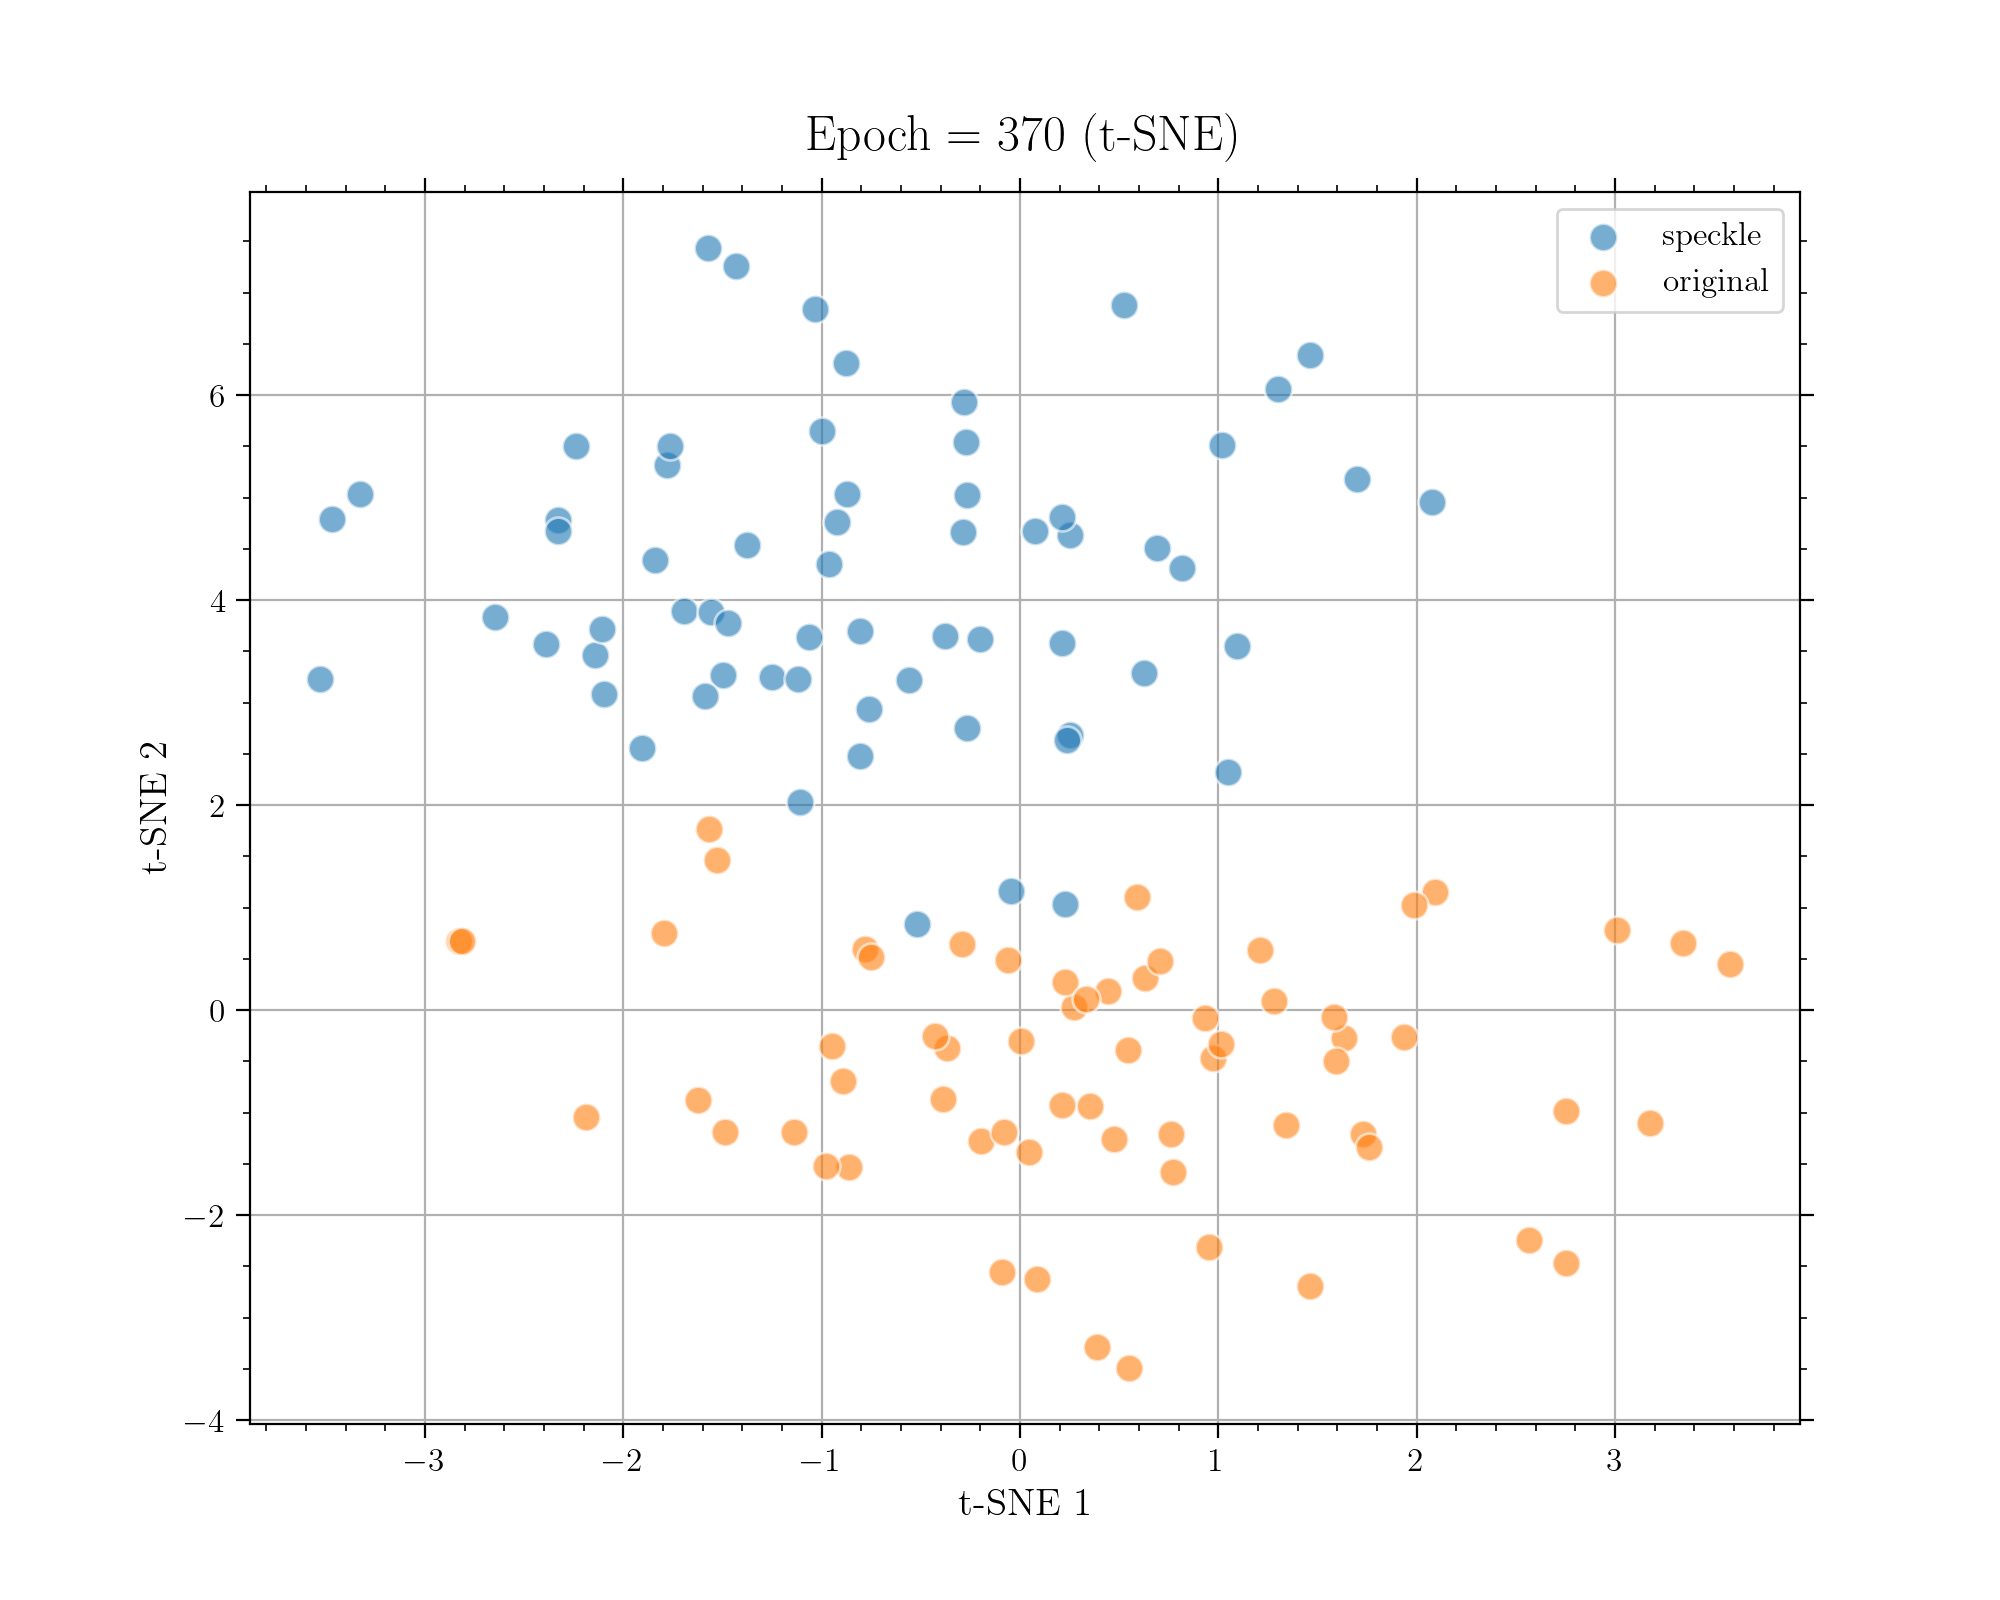 Epoch = 370 (t-SNE)
speckle
original
6
4
2
0
−2
−4
t-SNE 2
−3
−2
−1
0
1
2
3
t-SNE 1